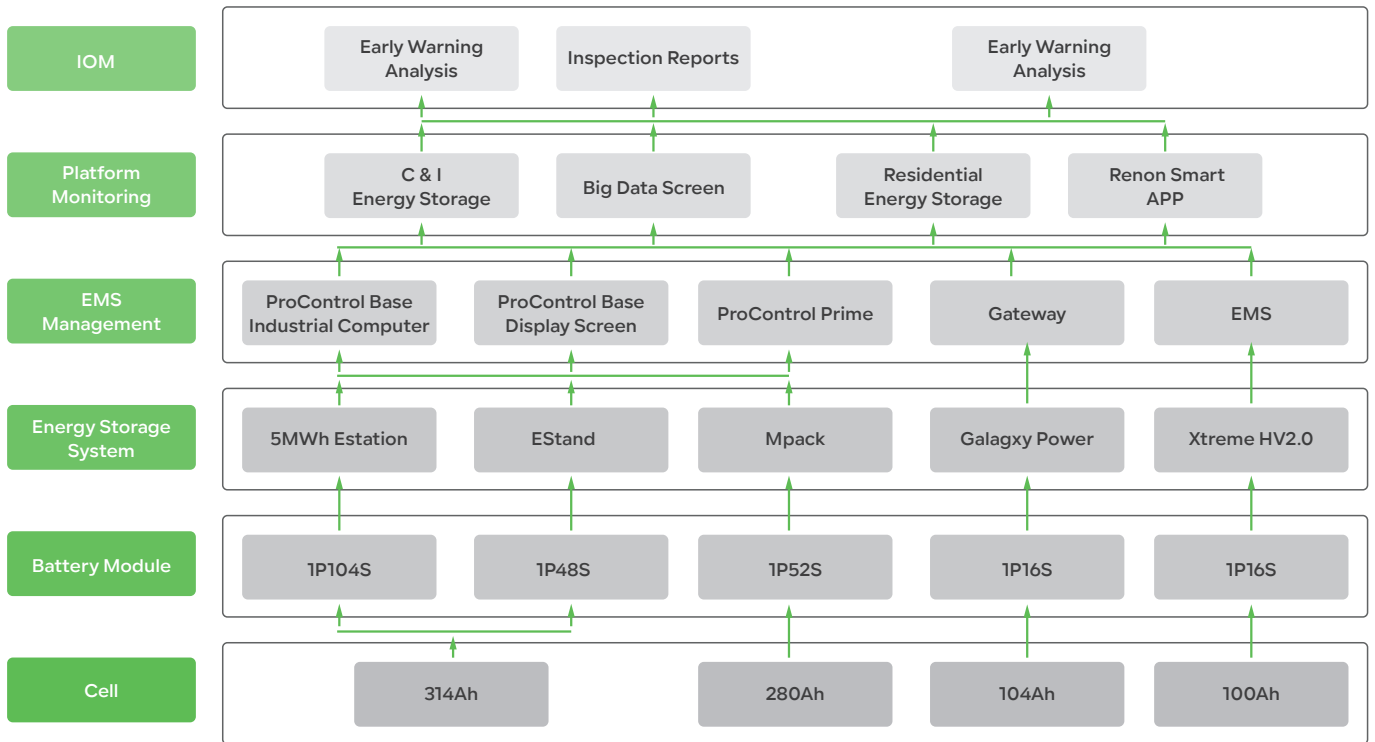 IOM
Early Warning
Analysis
Inspection Reports
Early Warning
Analysis
Platform
Monitoring
C & I
Energy Storage
Big Data Screen
Residential
Energy Storage
Renon Smart
APP
EMS
Management
ProControl Base
Industrial Computer
ProControl Base
Display Screen
ProControl Prime
Gateway
EMS
Energy Storage
System
5MWh Estation
EStand
Mpack
Galagxy Power
Xtreme HV2.0
Battery Module
1P104S
1P48S
1P52S
1P16S
1P16S
Cell
314Ah
280Ah
104Ah
100Ah